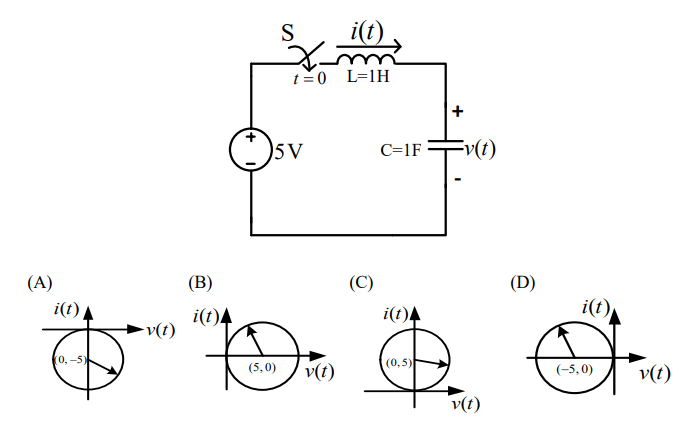 S i(t)
t = 0 L=1H
+
+
5V C=1F v(t)
-
-
(A) (B) (C) (D)
i(t) v(t) (0, −5)
i(t) (5, 0) v(t)
i(t) (0, 5) v(t)
i(t) (−5, 0) v(t)